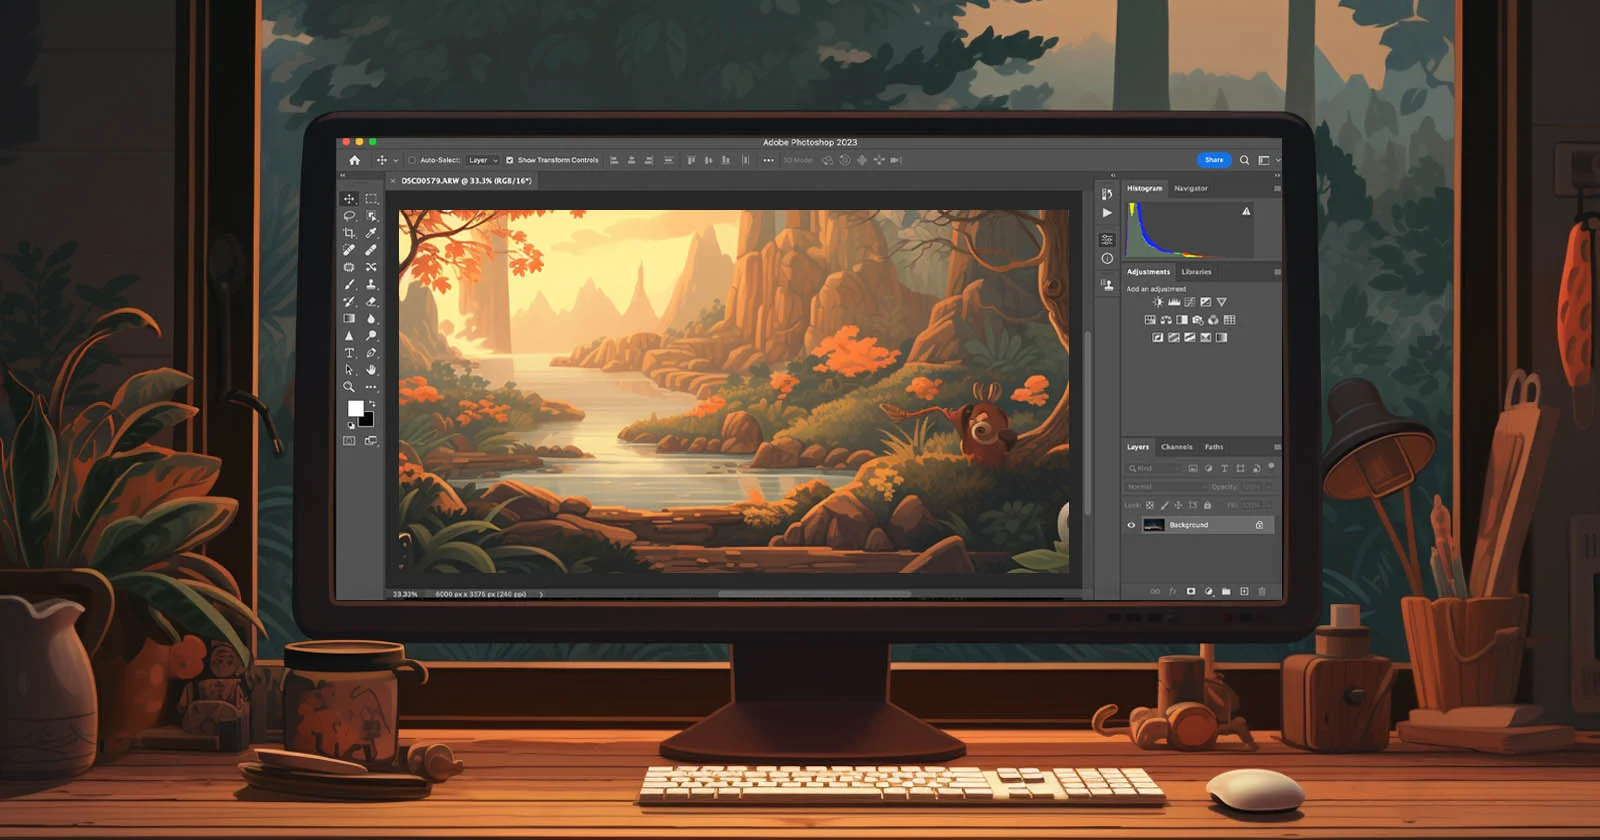 Adobe Photoshop 2023
Auto-Select: Layer Show Transform Controls 3D Mode: Share
DSC00579.ARW @ 33.3% (RGB/16*)
Histogram Navigator
Adjustments Libraries
Add an adjustment
Layers Channels Paths
Kind
Normal Opacity: 100%
Lock: Fill: 100%
Background
33.33% 6000 px x 3375 px (240 ppi)